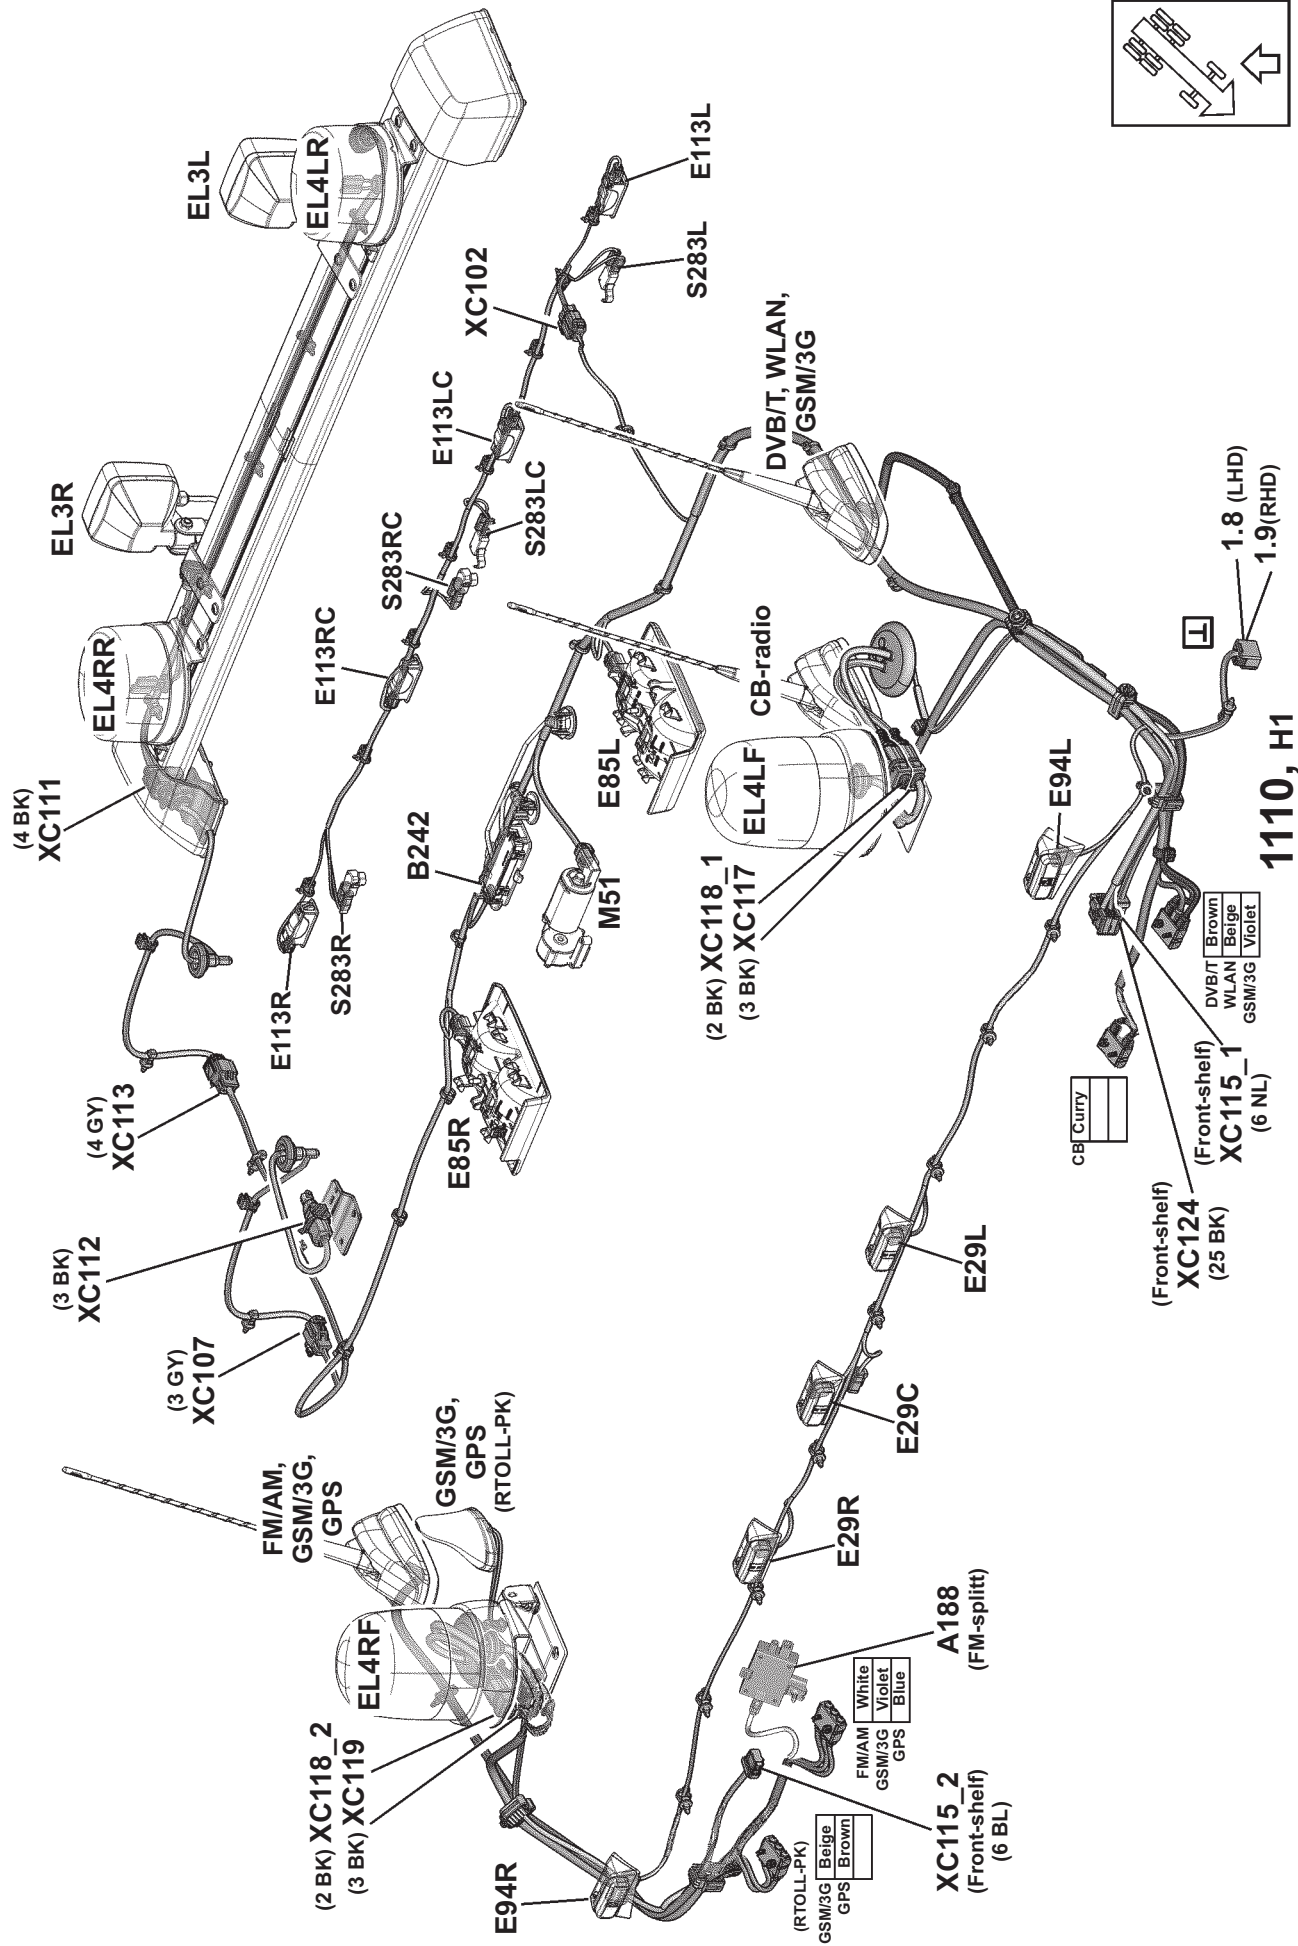 EL3L
EL4LR
EL3R
EL4RR
(4 BK)
XC111
E113L
S283L
XC102
E113LC
S283LC
S283RC
E113RC
S283R
E113R
(4 GY)
XC113
(3 BK)
XC112
(3 GY)
XC107
B242
M51
E85L
E85R
DVB/T, WLAN,
GSM/3G
CB-radio
EL4LF
(2 BK) XC118_1
(3 BK) XC117
1.8 (LHD)
1.9(RHD)
T
E94L
1110, H1
DVB/T Brown
WLAN Beige
GSM/3G Violet
CB Curry
(Front-shelf)
XC115_1
(6 NL)
(Front-shelf)
XC124
(25 BK)
E29L
E29C
E29R
FM/AM,
GSM/3G,
GPS
GSM/3G,
GPS
(RTOLL-PK)
EL4RF
(2 BK) XC118_2
(3 BK) XC119
E94R
A188
(FM-splitt)
FM/AM White
GSM/3G Violet
GPS Blue
XC115_2
(Front-shelf)
(6 BL)
(RTOLL-PK)
GSM/3G Beige
GPS Brown